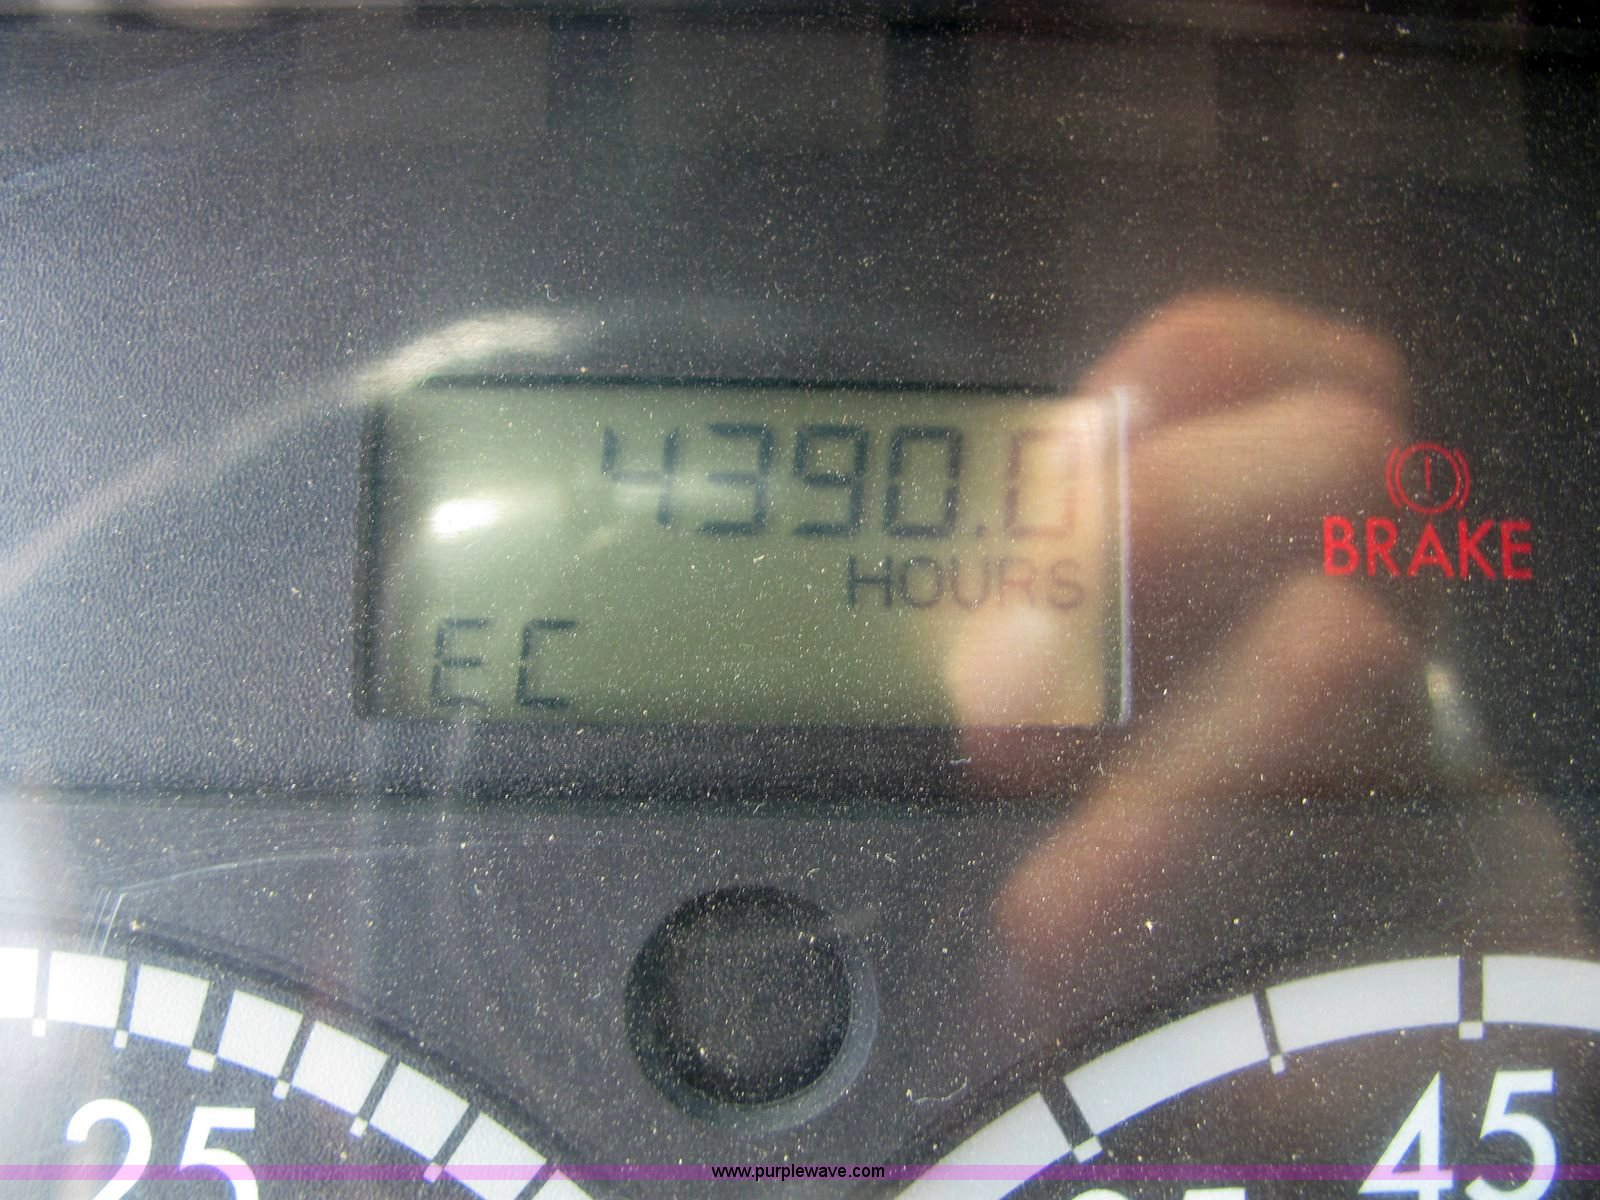 4390.0
HOURS
EC
BRAKE
25
45
www.purplewave.com